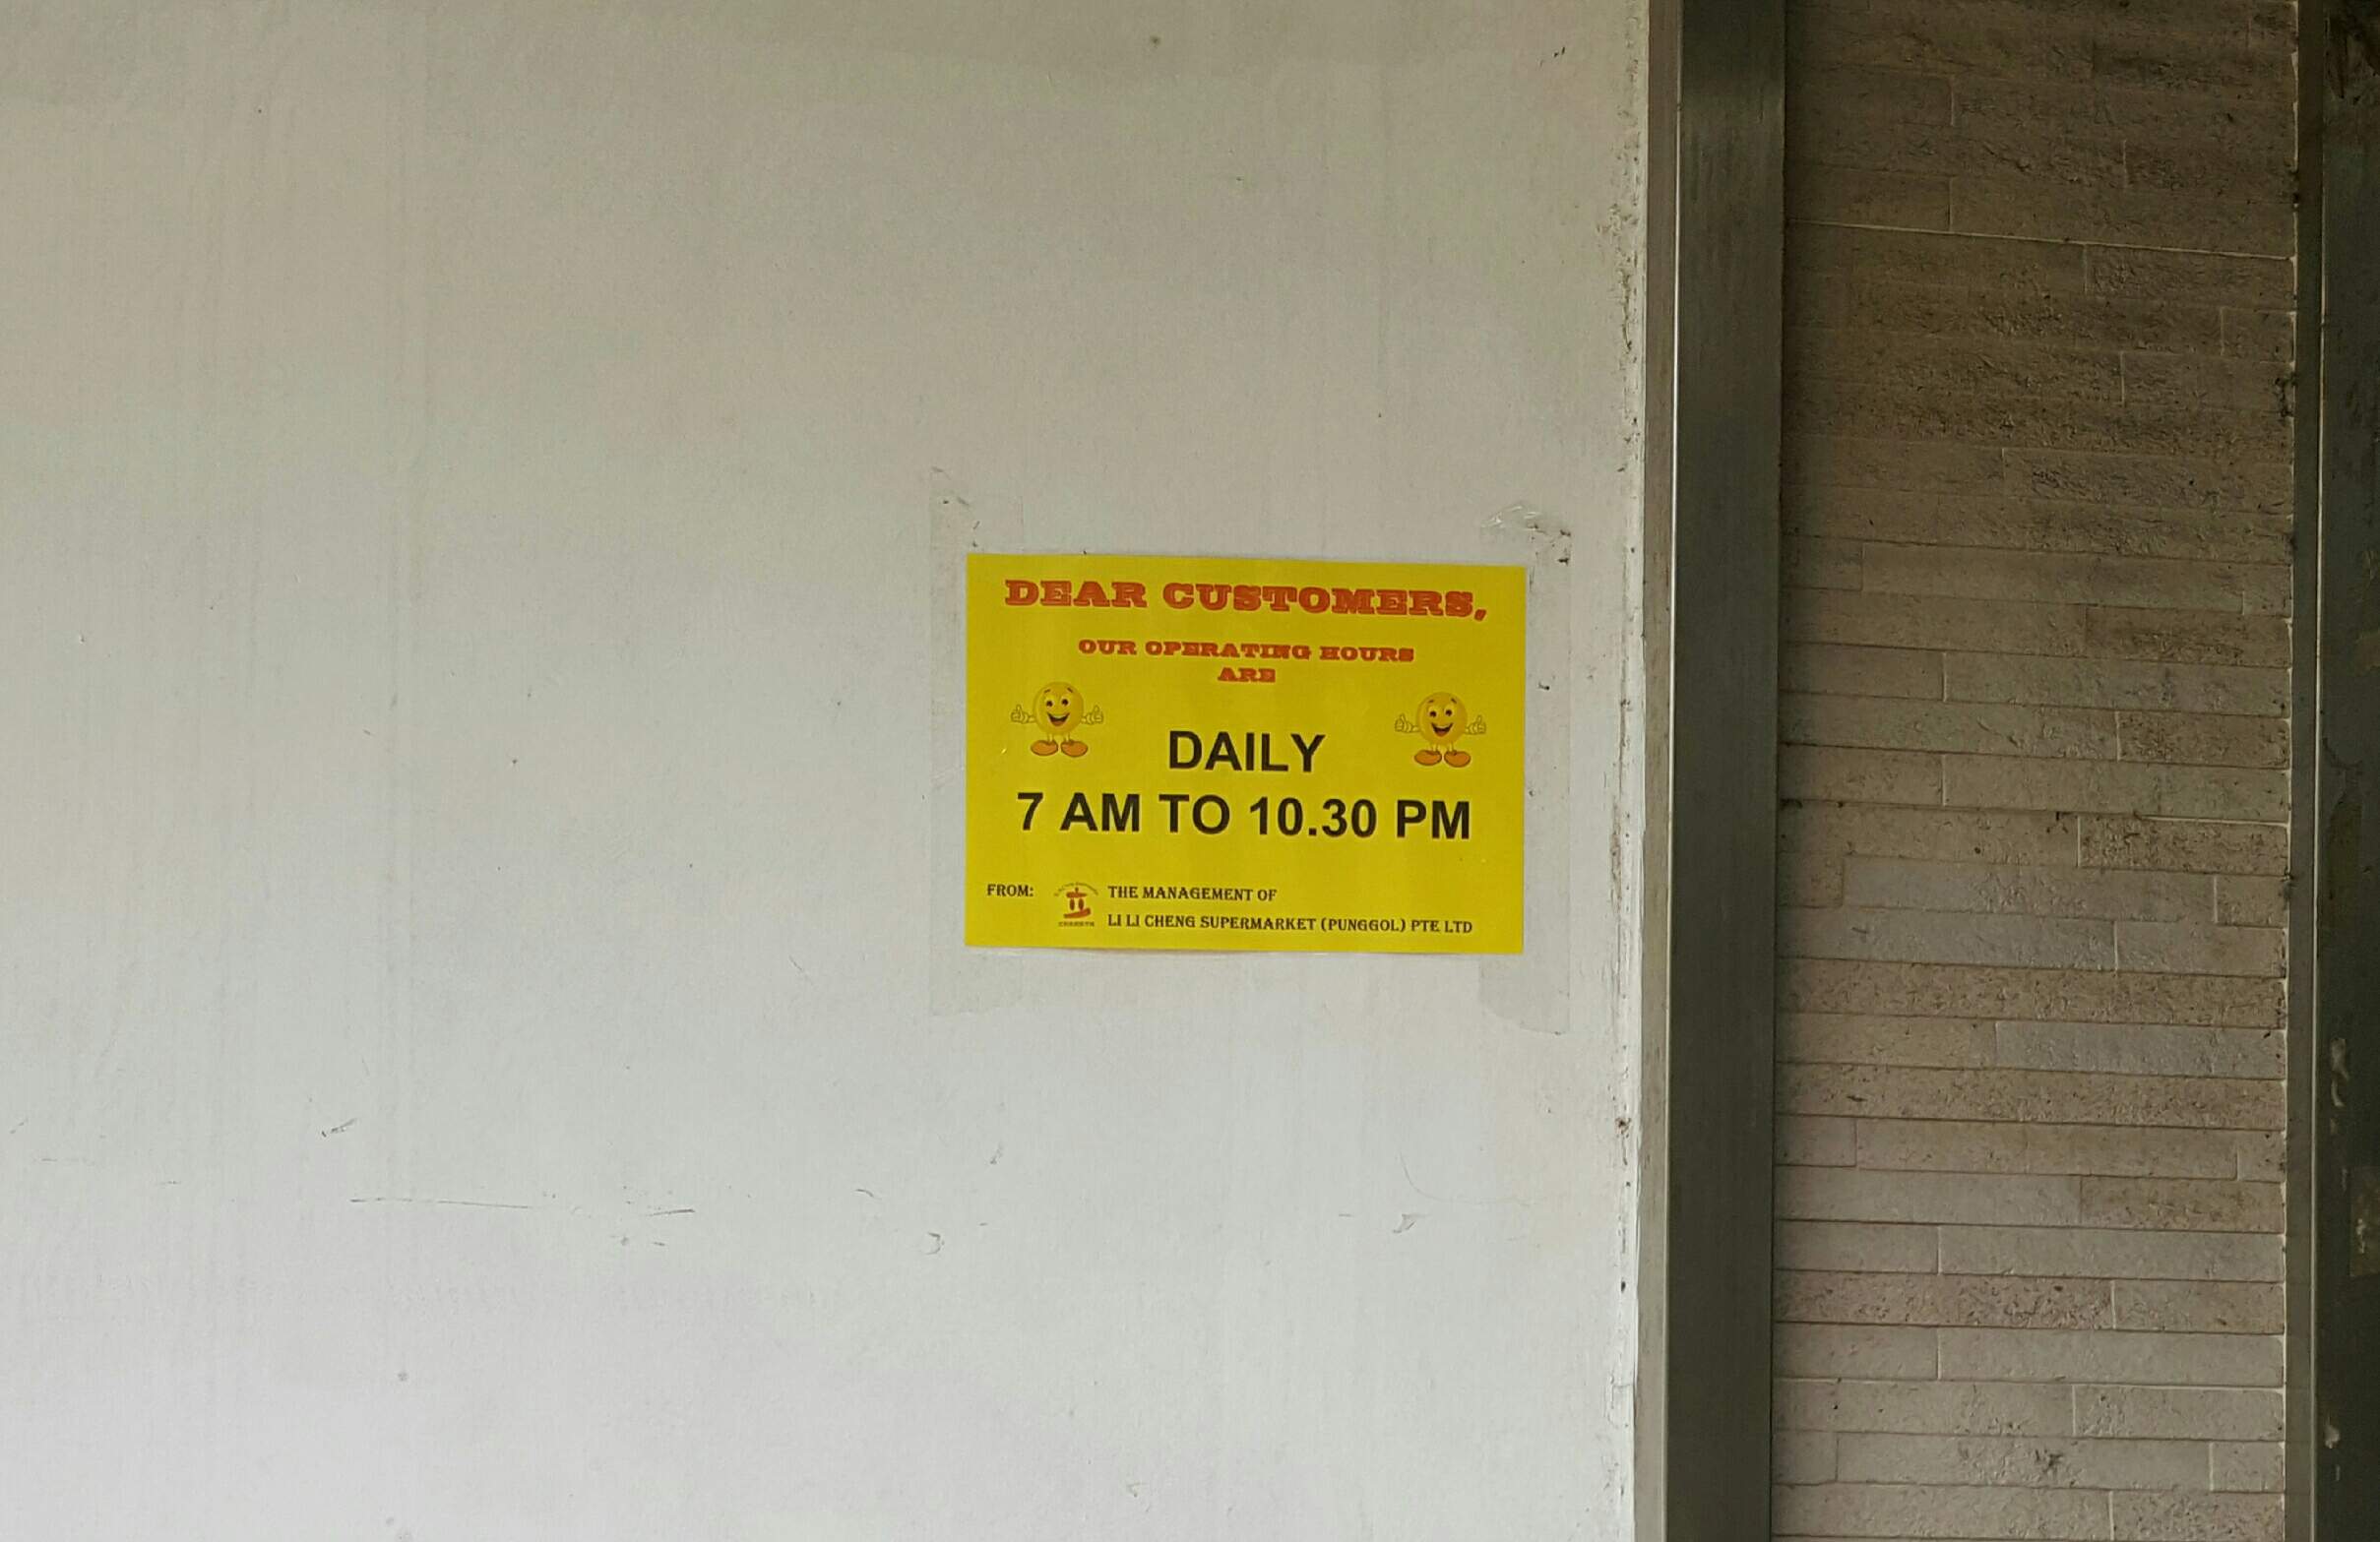 DEAR CUSTOMERS,
OUR OPERATING HOURS
ARE
DAILY
7 AM TO 10.30 PM
FROM: THE MANAGEMENT OF
LI LI CHENG SUPERMARKET (PUNGGOL) PTE LTD